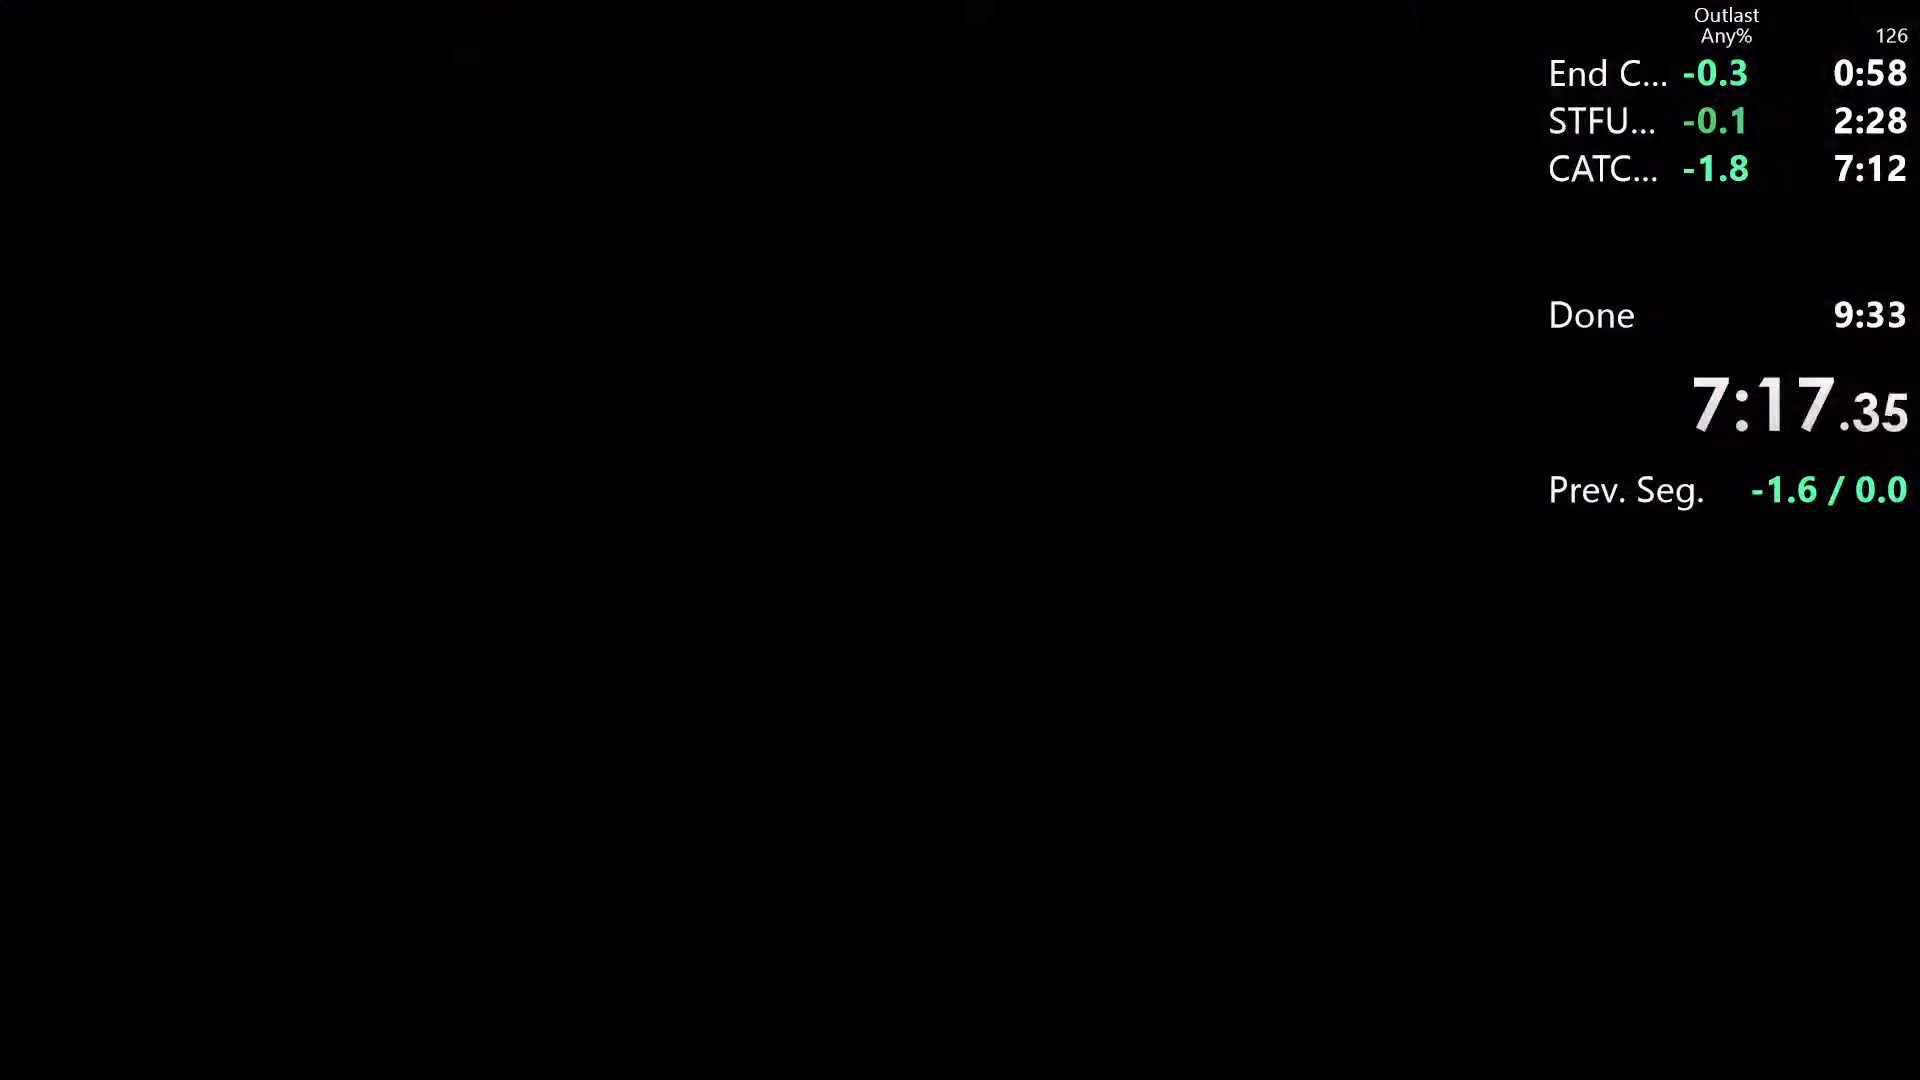 Outlast
Any% 126
End C... -0.3 0:58
STFU... -0.1 2:28
CATC... -1.8 7:12
Done 9:33
7:17.35
Prev. Seg. -1.6 / 0.0